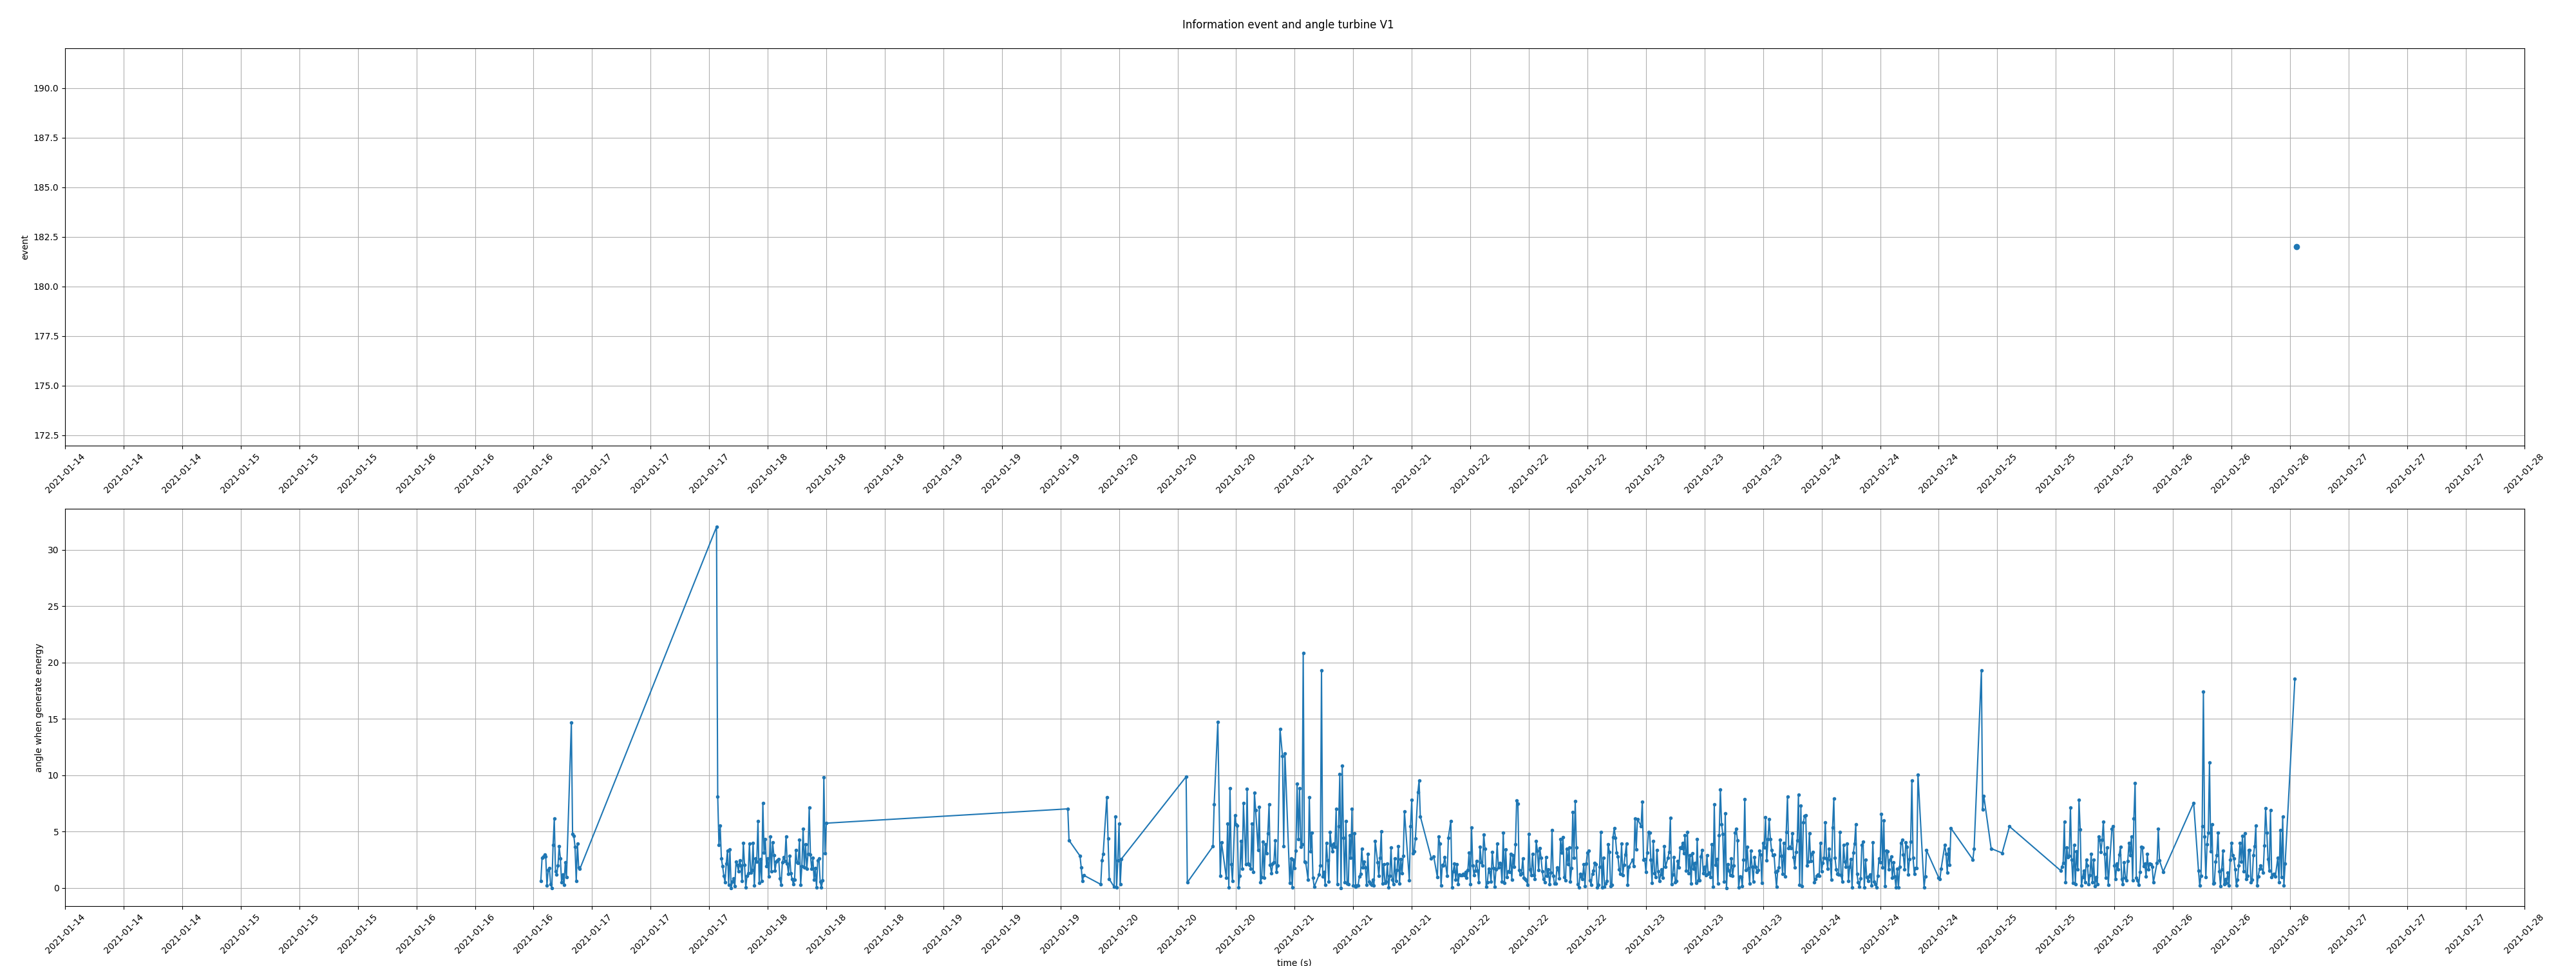 Information event and angle turbine V1
190.0
187.5
185.0
182.5
180.0
177.5
175.0
172.5
event
2021-01-14 2021-01-14 2021-01-14 2021-01-15 2021-01-15 2021-01-15 2021-01-16 2021-01-16 2021-01-16 2021-01-17 2021-01-17 2021-01-17 2021-01-18 2021-01-18 2021-01-18 2021-01-19 2021-01-19 2021-01-19 2021-01-20 2021-01-20 2021-01-20 2021-01-21 2021-01-21 2021-01-21 2021-01-22 2021-01-22 2021-01-22 2021-01-23 2021-01-23 2021-01-23 2021-01-24 2021-01-24 2021-01-24 2021-01-25 2021-01-25 2021-01-25 2021-01-26 2021-01-26 2021-01-26 2021-01-27 2021-01-27 2021-01-27 2021-01-28
30
25
20
15
10
5
0
angle when generate energy
2021-01-14 2021-01-14 2021-01-14 2021-01-15 2021-01-15 2021-01-15 2021-01-16 2021-01-16 2021-01-16 2021-01-17 2021-01-17 2021-01-17 2021-01-18 2021-01-18 2021-01-18 2021-01-19 2021-01-19 2021-01-19 2021-01-20 2021-01-20 2021-01-20 2021-01-21 2021-01-21 2021-01-21 2021-01-22 2021-01-22 2021-01-22 2021-01-23 2021-01-23 2021-01-23 2021-01-24 2021-01-24 2021-01-24 2021-01-25 2021-01-25 2021-01-25 2021-01-26 2021-01-26 2021-01-26 2021-01-27 2021-01-27 2021-01-27 2021-01-28
time (s)